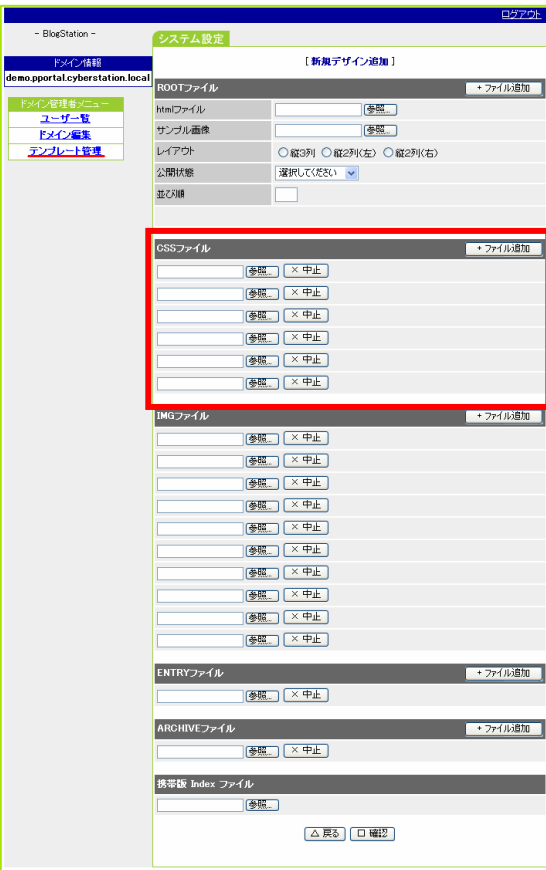 ログアウト
- BlogStation -
システム設定
ドメイン情報
demo.pportal.cyberstation.local
ドメイン管理者メニュー
ユーザ一覧
ドメイン編集
テンプレート管理
[ 新規デザイン追加 ]
ROOTファイル + ファイル追加
htmlファイル 参照...
サンプル画像 参照...
レイアウト 縦3列 縦2列(左) 縦2列(右)
公開状態 選択してください
並び順
CSSファイル + ファイル追加
参照... × 中止
参照... × 中止
参照... × 中止
参照... × 中止
参照... × 中止
参照... × 中止
IMGファイル + ファイル追加
参照... × 中止
参照... × 中止
参照... × 中止
参照... × 中止
参照... × 中止
参照... × 中止
参照... × 中止
参照... × 中止
参照... × 中止
参照... × 中止
ENTRYファイル + ファイル追加
参照... × 中止
ARCHIVEファイル + ファイル追加
参照... × 中止
携帯版 Index ファイル
参照...
△ 戻る □ 確認